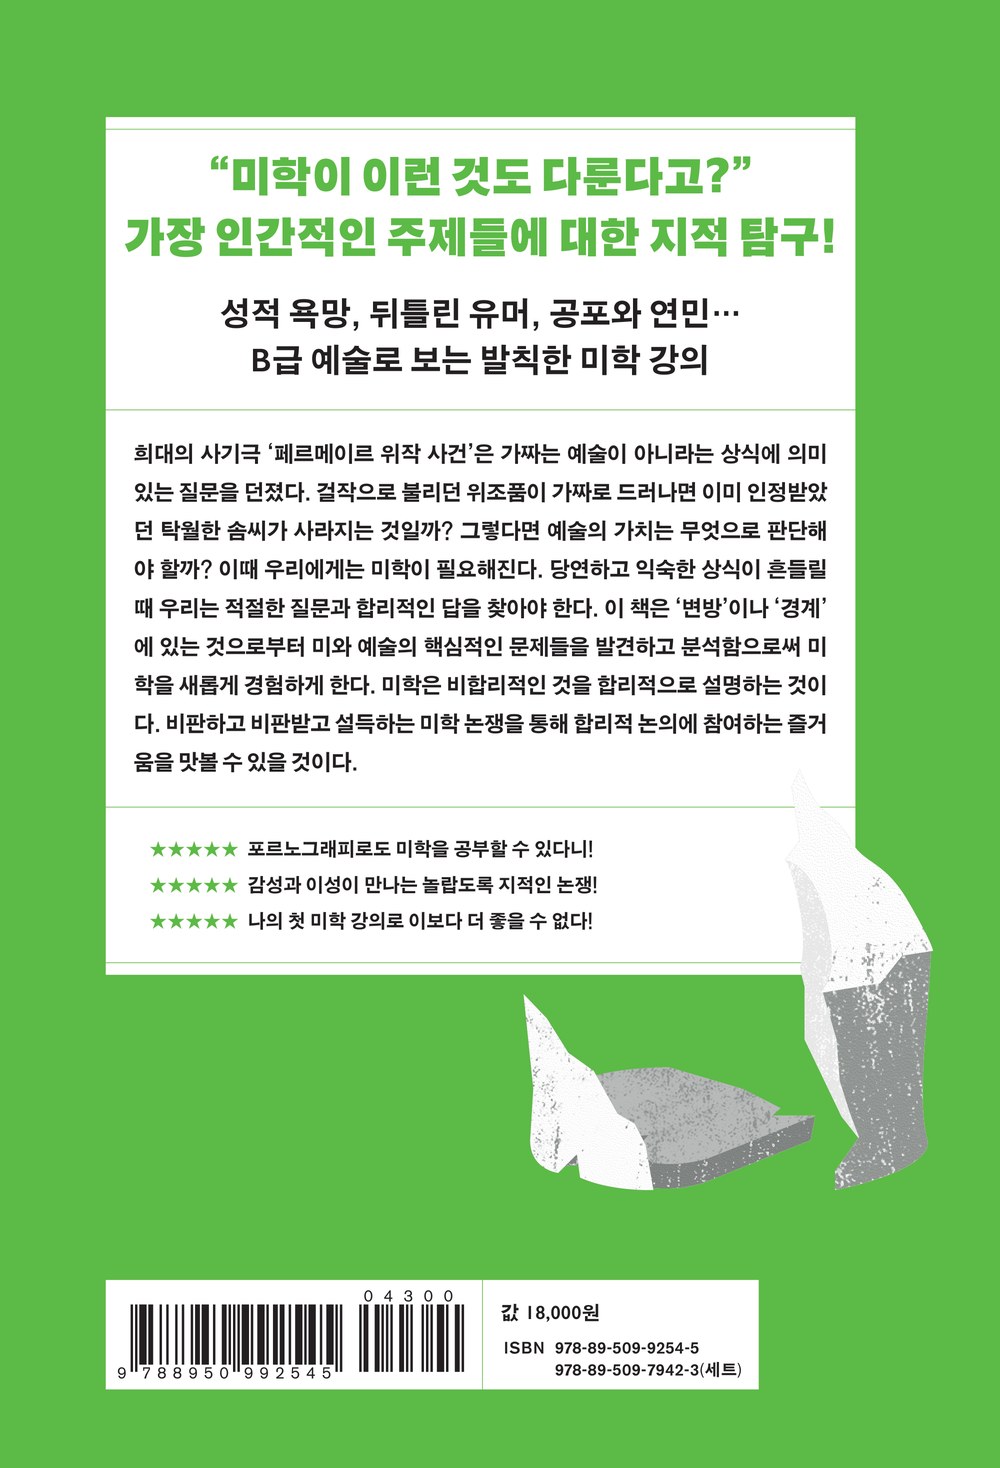 “미학이 이런 것도 다룬다고?”
가장 인간적인 주제들에 대한 지적 탐구!
성적 욕망, 뒤틀린 유머, 공포와 연민…
B급 예술로 보는 발칙한 미학 강의
희대의 사기극 ‘페르메이르 위작 사건’은 가짜는 예술이 아니라는 상식에 의미
있는 질문을 던졌다. 걸작으로 불리던 위조품이 가짜로 드러나면 이미 인정받았
던 탁월한 솜씨가 사라지는 것일까? 그렇다면 예술의 가치는 무엇으로 판단해
야 할까? 이때 우리에게는 미학이 필요해진다. 당연하고 익숙한 상식이 흔들릴
때 우리는 적절한 질문과 합리적인 답을 찾아야 한다. 이 책은 ‘변방’이나 ‘경계’
에 있는 것으로부터 미와 예술의 핵심적인 문제들을 발견하고 분석함으로써 미
학을 새롭게 경험하게 한다. 미학은 비합리적인 것을 합리적으로 설명하는 것이
다. 비판하고 비판받고 설득하는 미학 논쟁을 통해 합리적 논의에 참여하는 즐거
움을 맛볼 수 있을 것이다.
★★★★★ 포르노그래피로도 미학을 공부할 수 있다니!
★★★★★ 감성과 이성이 만나는 놀랍도록 지적인 논쟁!
★★★★★ 나의 첫 미학 강의로 이보다 더 좋을 수 없다!
04300
9 788950 992545
값 18,000원
ISBN 978-89-509-9254-5
978-89-509-7942-3(세트)